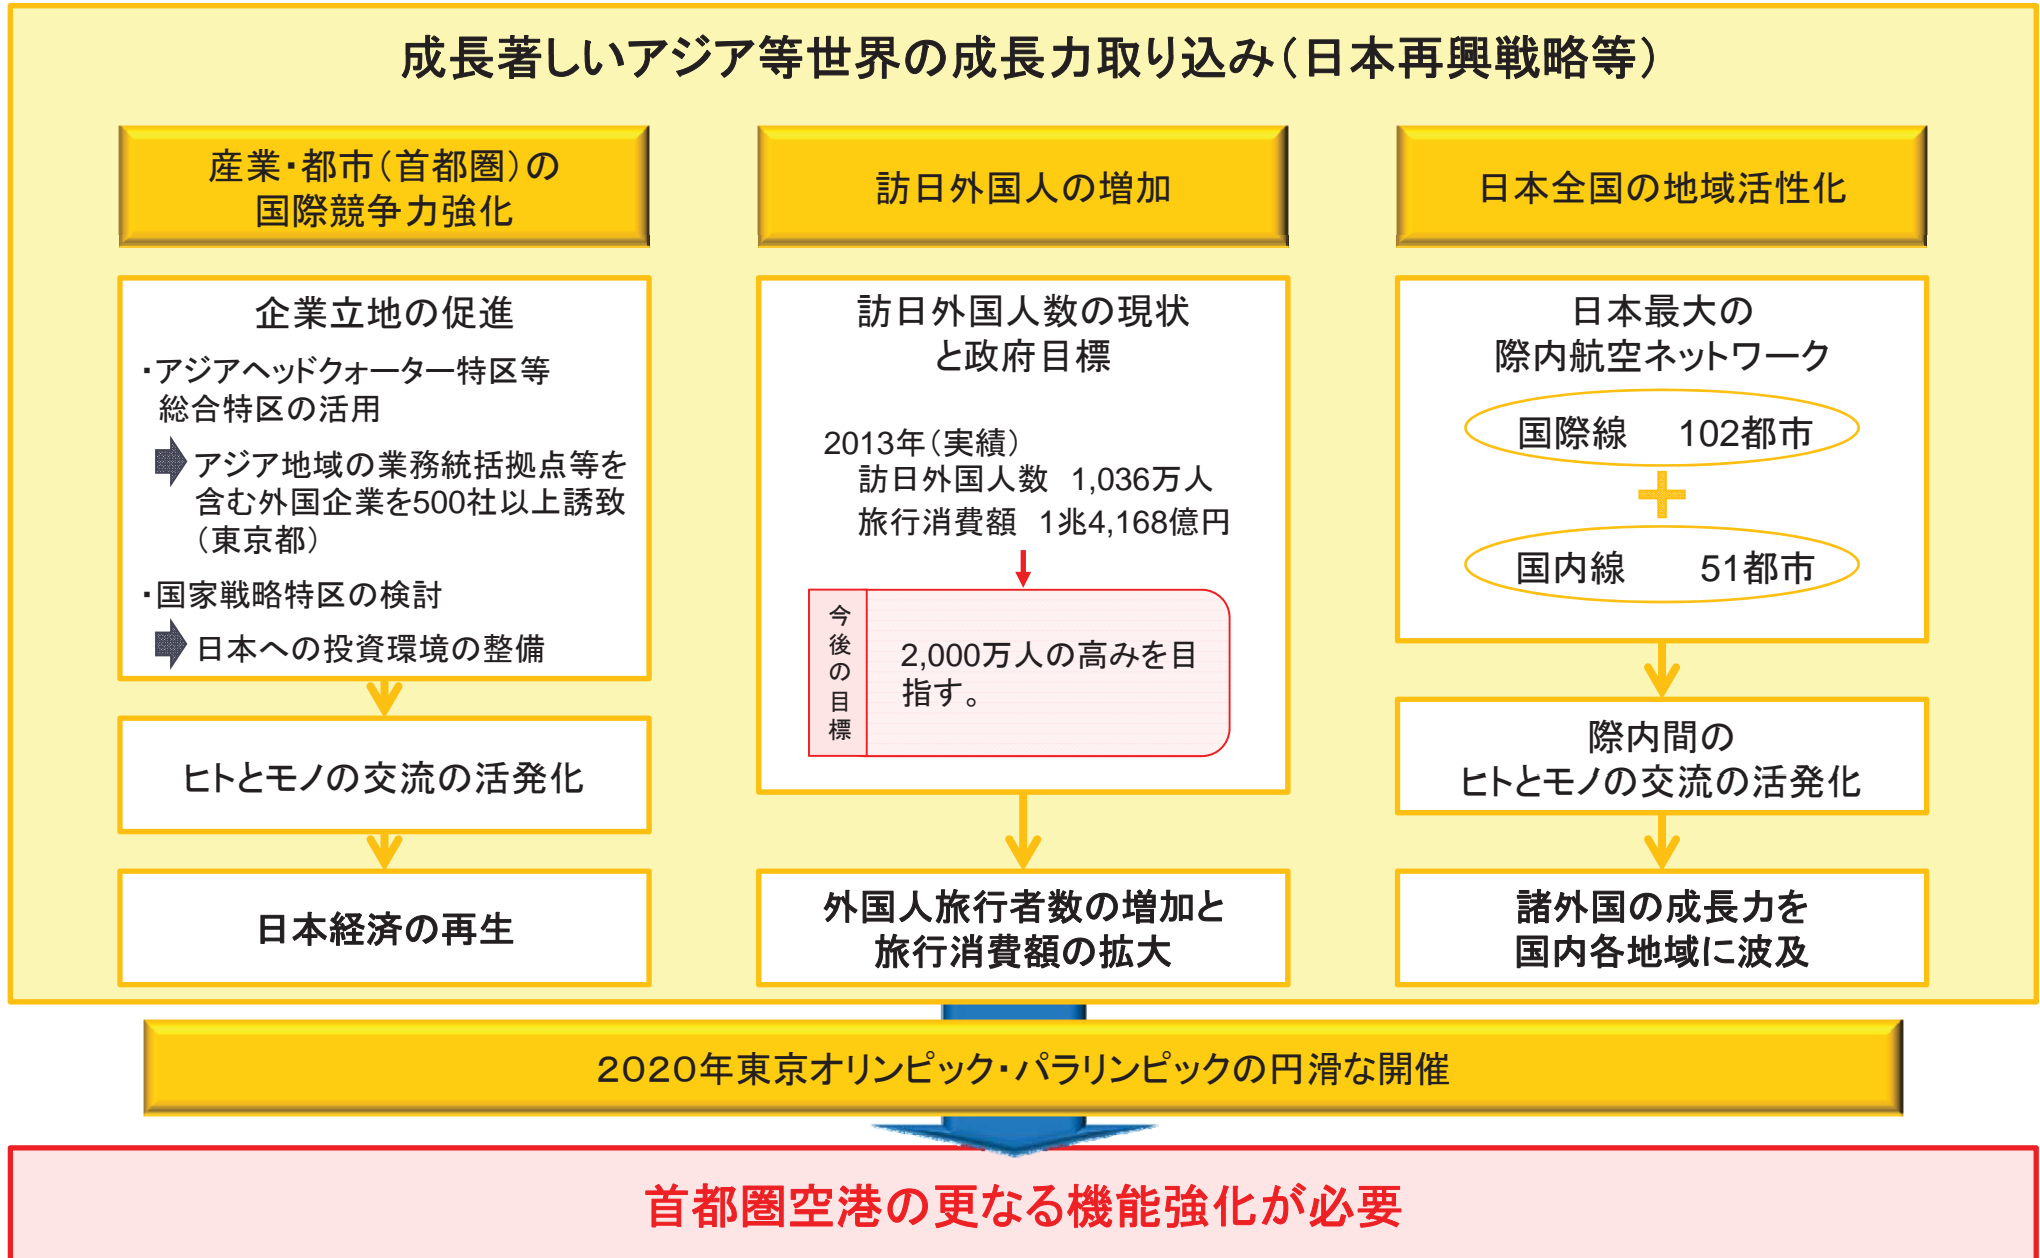 成長著しいアジア等世界の成長力取り込み（日本再興戦略等）
産業・都市（首都圏）の
国際競争力強化
企業立地の促進
・アジアヘッドクォーター特区等
総合特区の活用
アジア地域の業務統括拠点等を
含む外国企業を500社以上誘致
（東京都）
・国家戦略特区の検討
日本への投資環境の整備
ヒトとモノの交流の活発化
日本経済の再生
訪日外国人の増加
訪日外国人数の現状
と政府目標
2013年（実績）
訪日外国人数　1,036万人
旅行消費額　1兆4,168億円
今後の目標
2,000万人の高みを目
指す。
外国人旅行者数の増加と
旅行消費額の拡大
日本全国の地域活性化
日本最大の
際内航空ネットワーク
国際線　102都市
＋
国内線　51都市
際内間の
ヒトとモノの交流の活発化
諸外国の成長力を
国内各地域に波及
２０２０年東京オリンピック・パラリンピックの円滑な開催
首都圏空港の更なる機能強化が必要